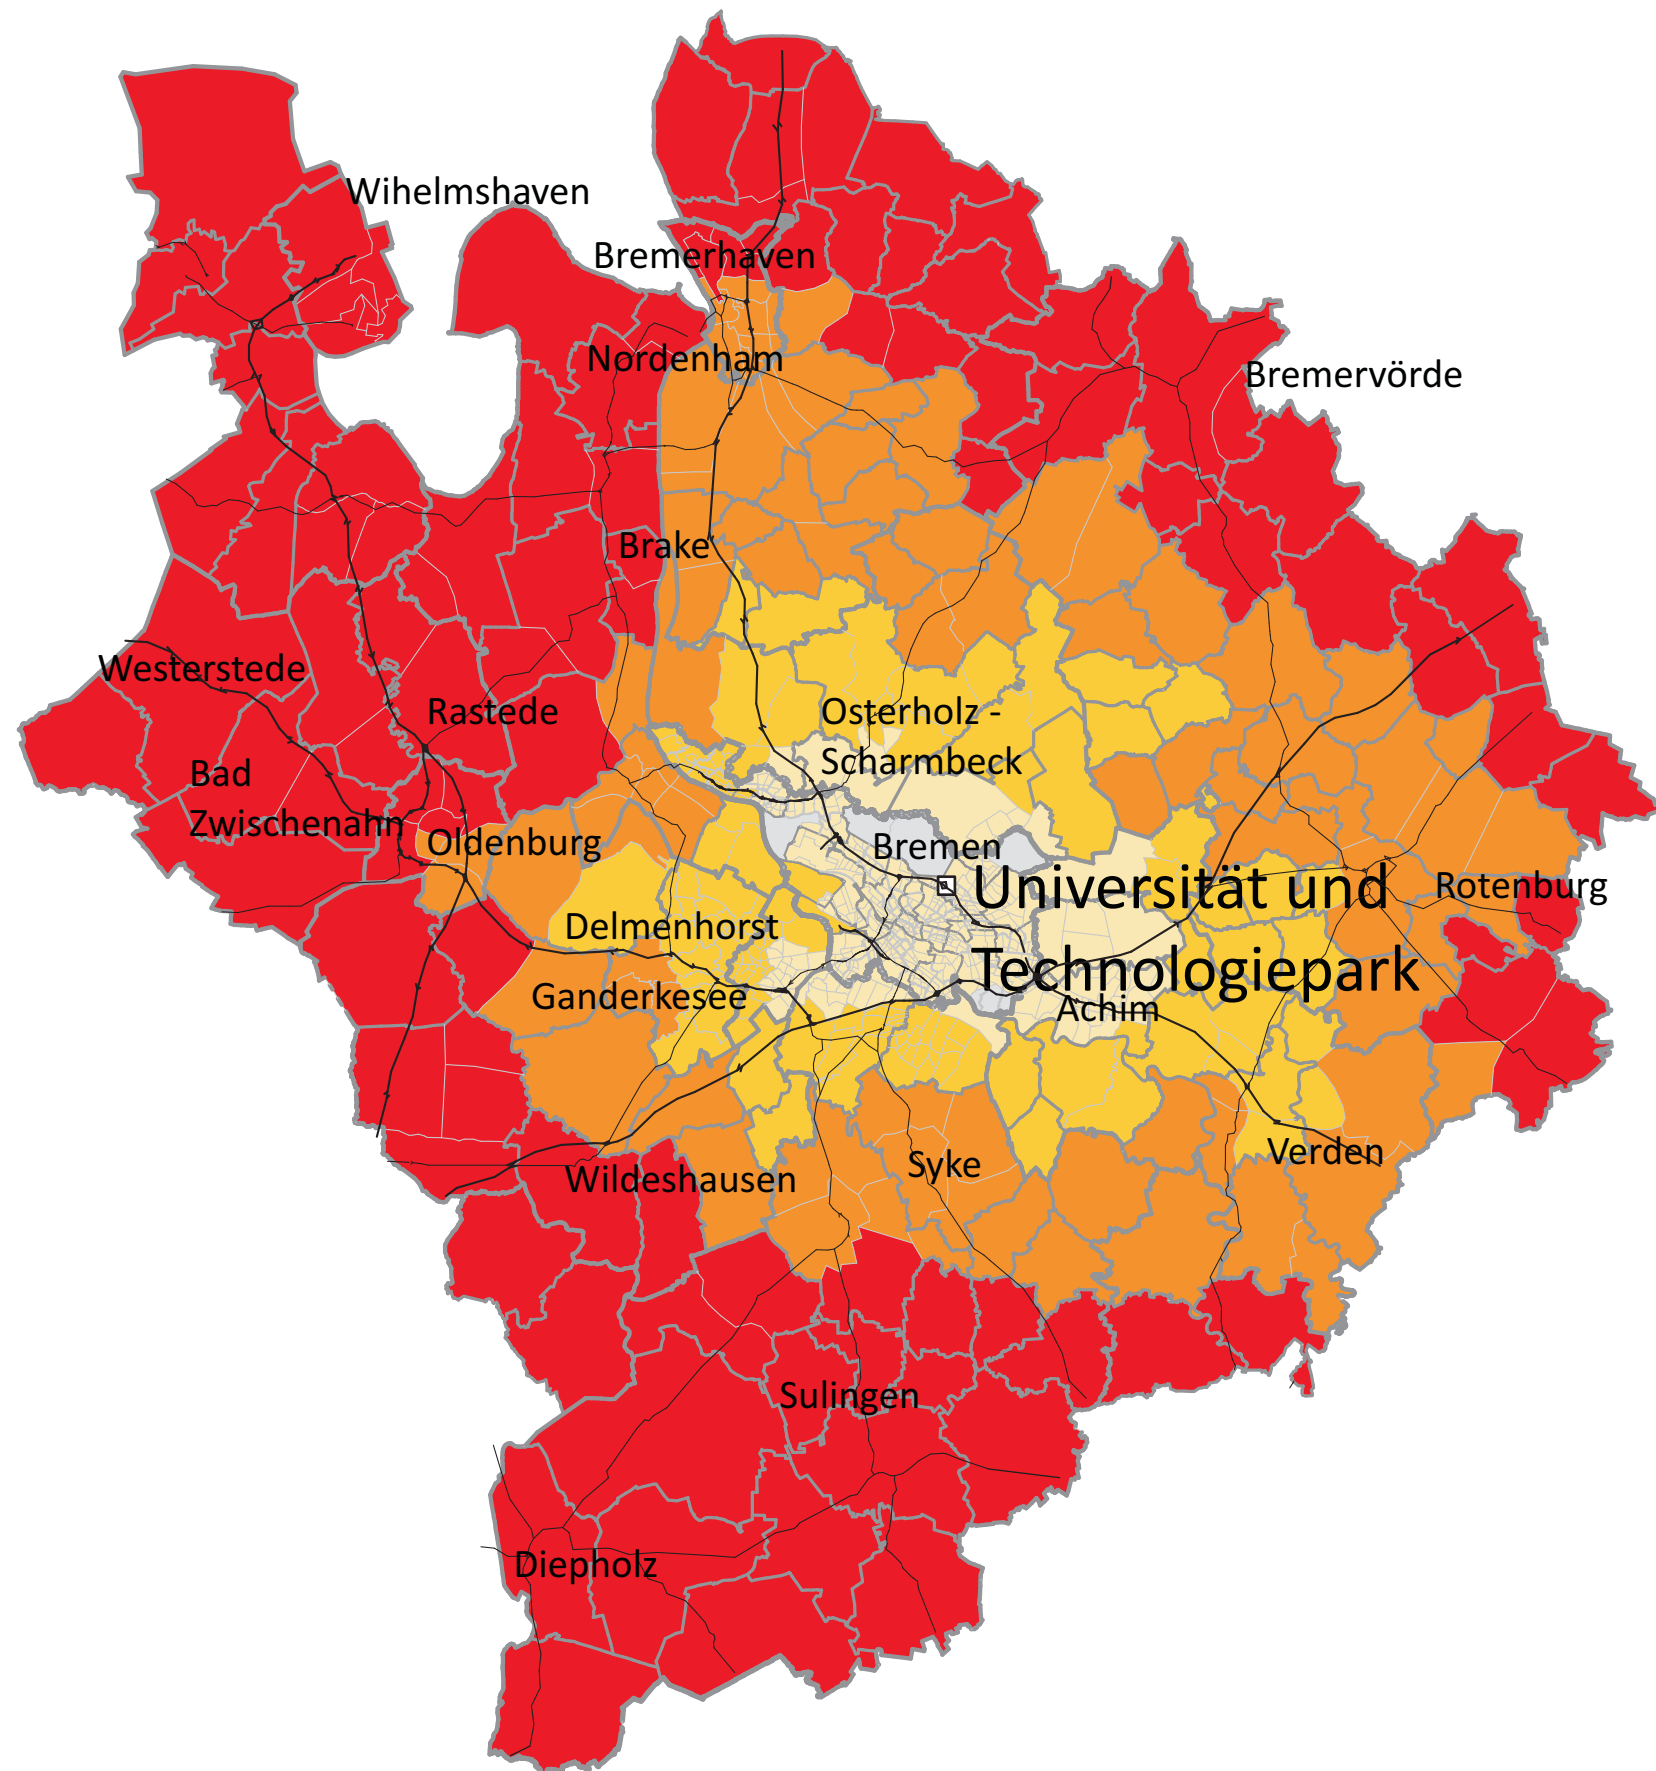 Wihelmshaven
Bremerhaven
Nordenham
Bremervörde
Brake
Westerstede
Rastede
Osterholz -
Scharmbeck
Bad
Zwischenahn
Oldenburg
Bremen
Universität und
Technologiepark
Rotenburg
Delmenhorst
Ganderkesee
Achim
Verden
Wildeshausen
Syke
Sulingen
Diepholz